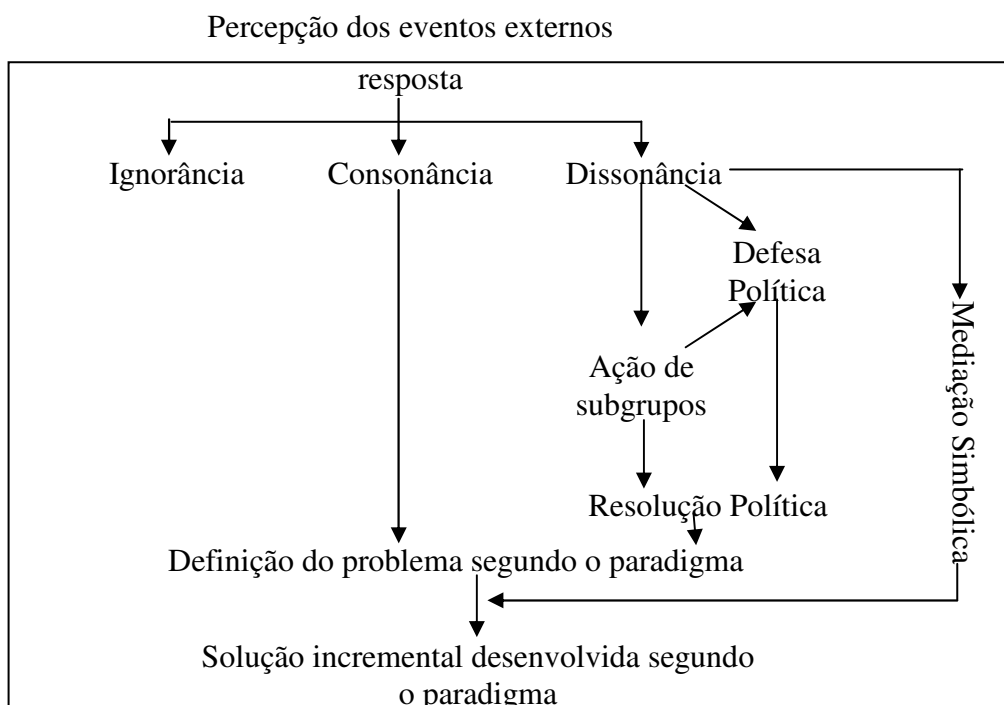 Percepção dos eventos externos
resposta
Ignorância Consonância Dissonância
Defesa
Política
Mediação Simbólica
Ação de
subgrupos
Resolução Política
Definição do problema segundo o paradigma
Solução incremental desenvolvida segundo
o paradigma